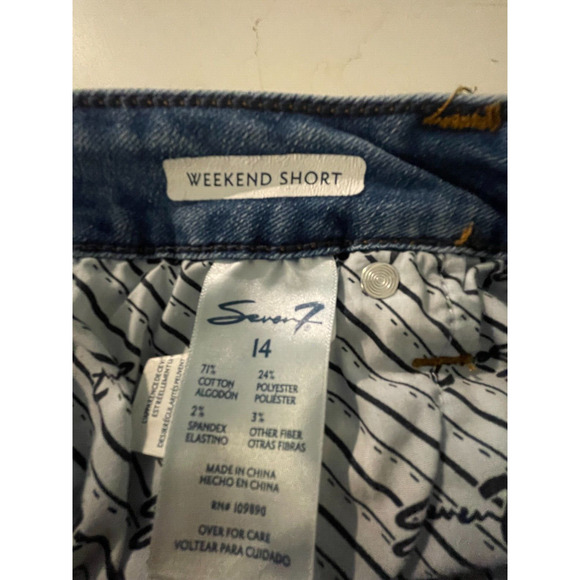 WEEKEND SHORT
Seven7
14
71% 24%
COTTON POLYESTER
ALGODÓN POLIÉSTER
2% 3%
SPANDEX OTHER FIBER
ELASTINO OTRAS FIBRAS
MADE IN CHINA
HECHO EN CHINA
RN# 109890
OVER FOR CARE
VOLTEAR PARA CUIDADO
Seven7